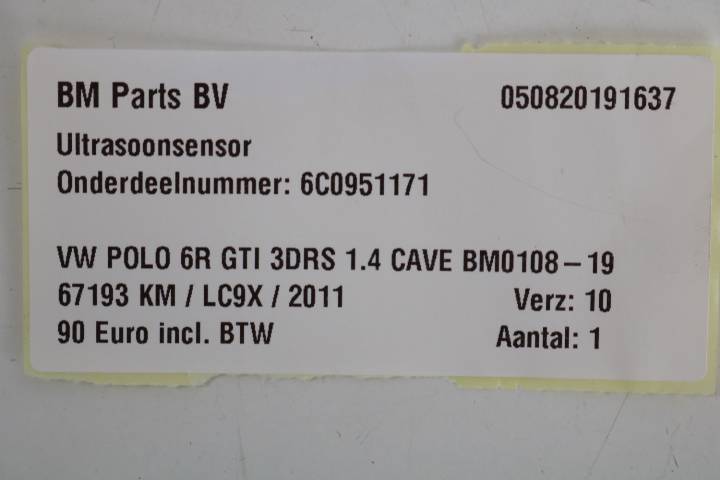 BM Parts BV 050820191637
Ultrasoonsensor
Onderdeelnummer: 6C0951171
VW POLO 6R GTI 3DRS 1.4 CAVE BM0108-19
67193 KM / LC9X / 2011 Verz: 10
90 Euro incl. BTW Aantal: 1